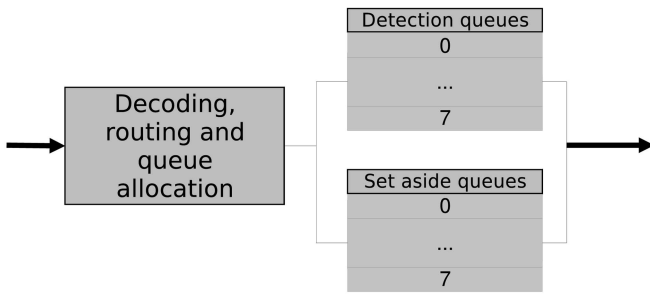 Decoding,
routing and
queue
allocation
Detection queues
0
...
7
Set aside queues
0
...
7